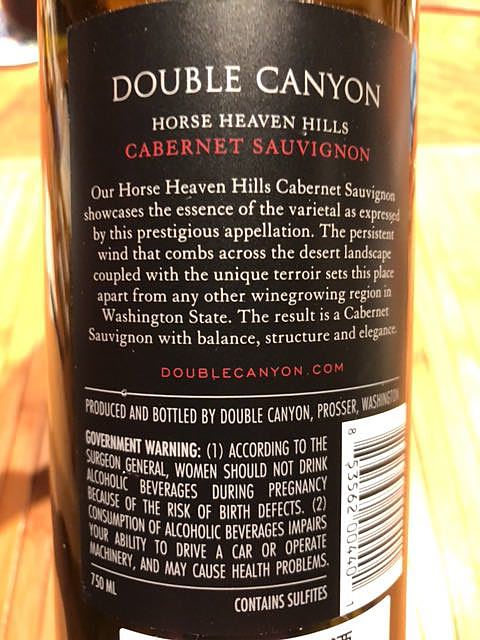 DOUBLE CANYON
HORSE HEAVEN HILLS
CABERNET SAUVIGNON
Our Horse Heaven Hills Cabernet Sauvignon
showcases the essence of the varietal as expressed
by this prestigious appellation. The persistent
wind that combs across the desert landscape
coupled with the unique terroir sets this place
apart from any other winegrowing region in
Washington State. The result is a Cabernet
Sauvignon with balance, structure and elegance.
DOUBLECANYON.COM
PRODUCED AND BOTTLED BY DOUBLE CANYON, PROSSER, WASHINGTON
GOVERNMENT WARNING: (1) ACCORDING TO THE
SURGEON GENERAL, WOMEN SHOULD NOT DRINK
ALCOHOLIC BEVERAGES DURING PREGNANCY
BECAUSE OF THE RISK OF BIRTH DEFECTS. (2)
CONSUMPTION OF ALCOHOLIC BEVERAGES IMPAIRS
YOUR ABILITY TO DRIVE A CAR OR OPERATE
MACHINERY, AND MAY CAUSE HEALTH PROBLEMS.
750 ML
CONTAINS SULFITES
8 53562 00440 1